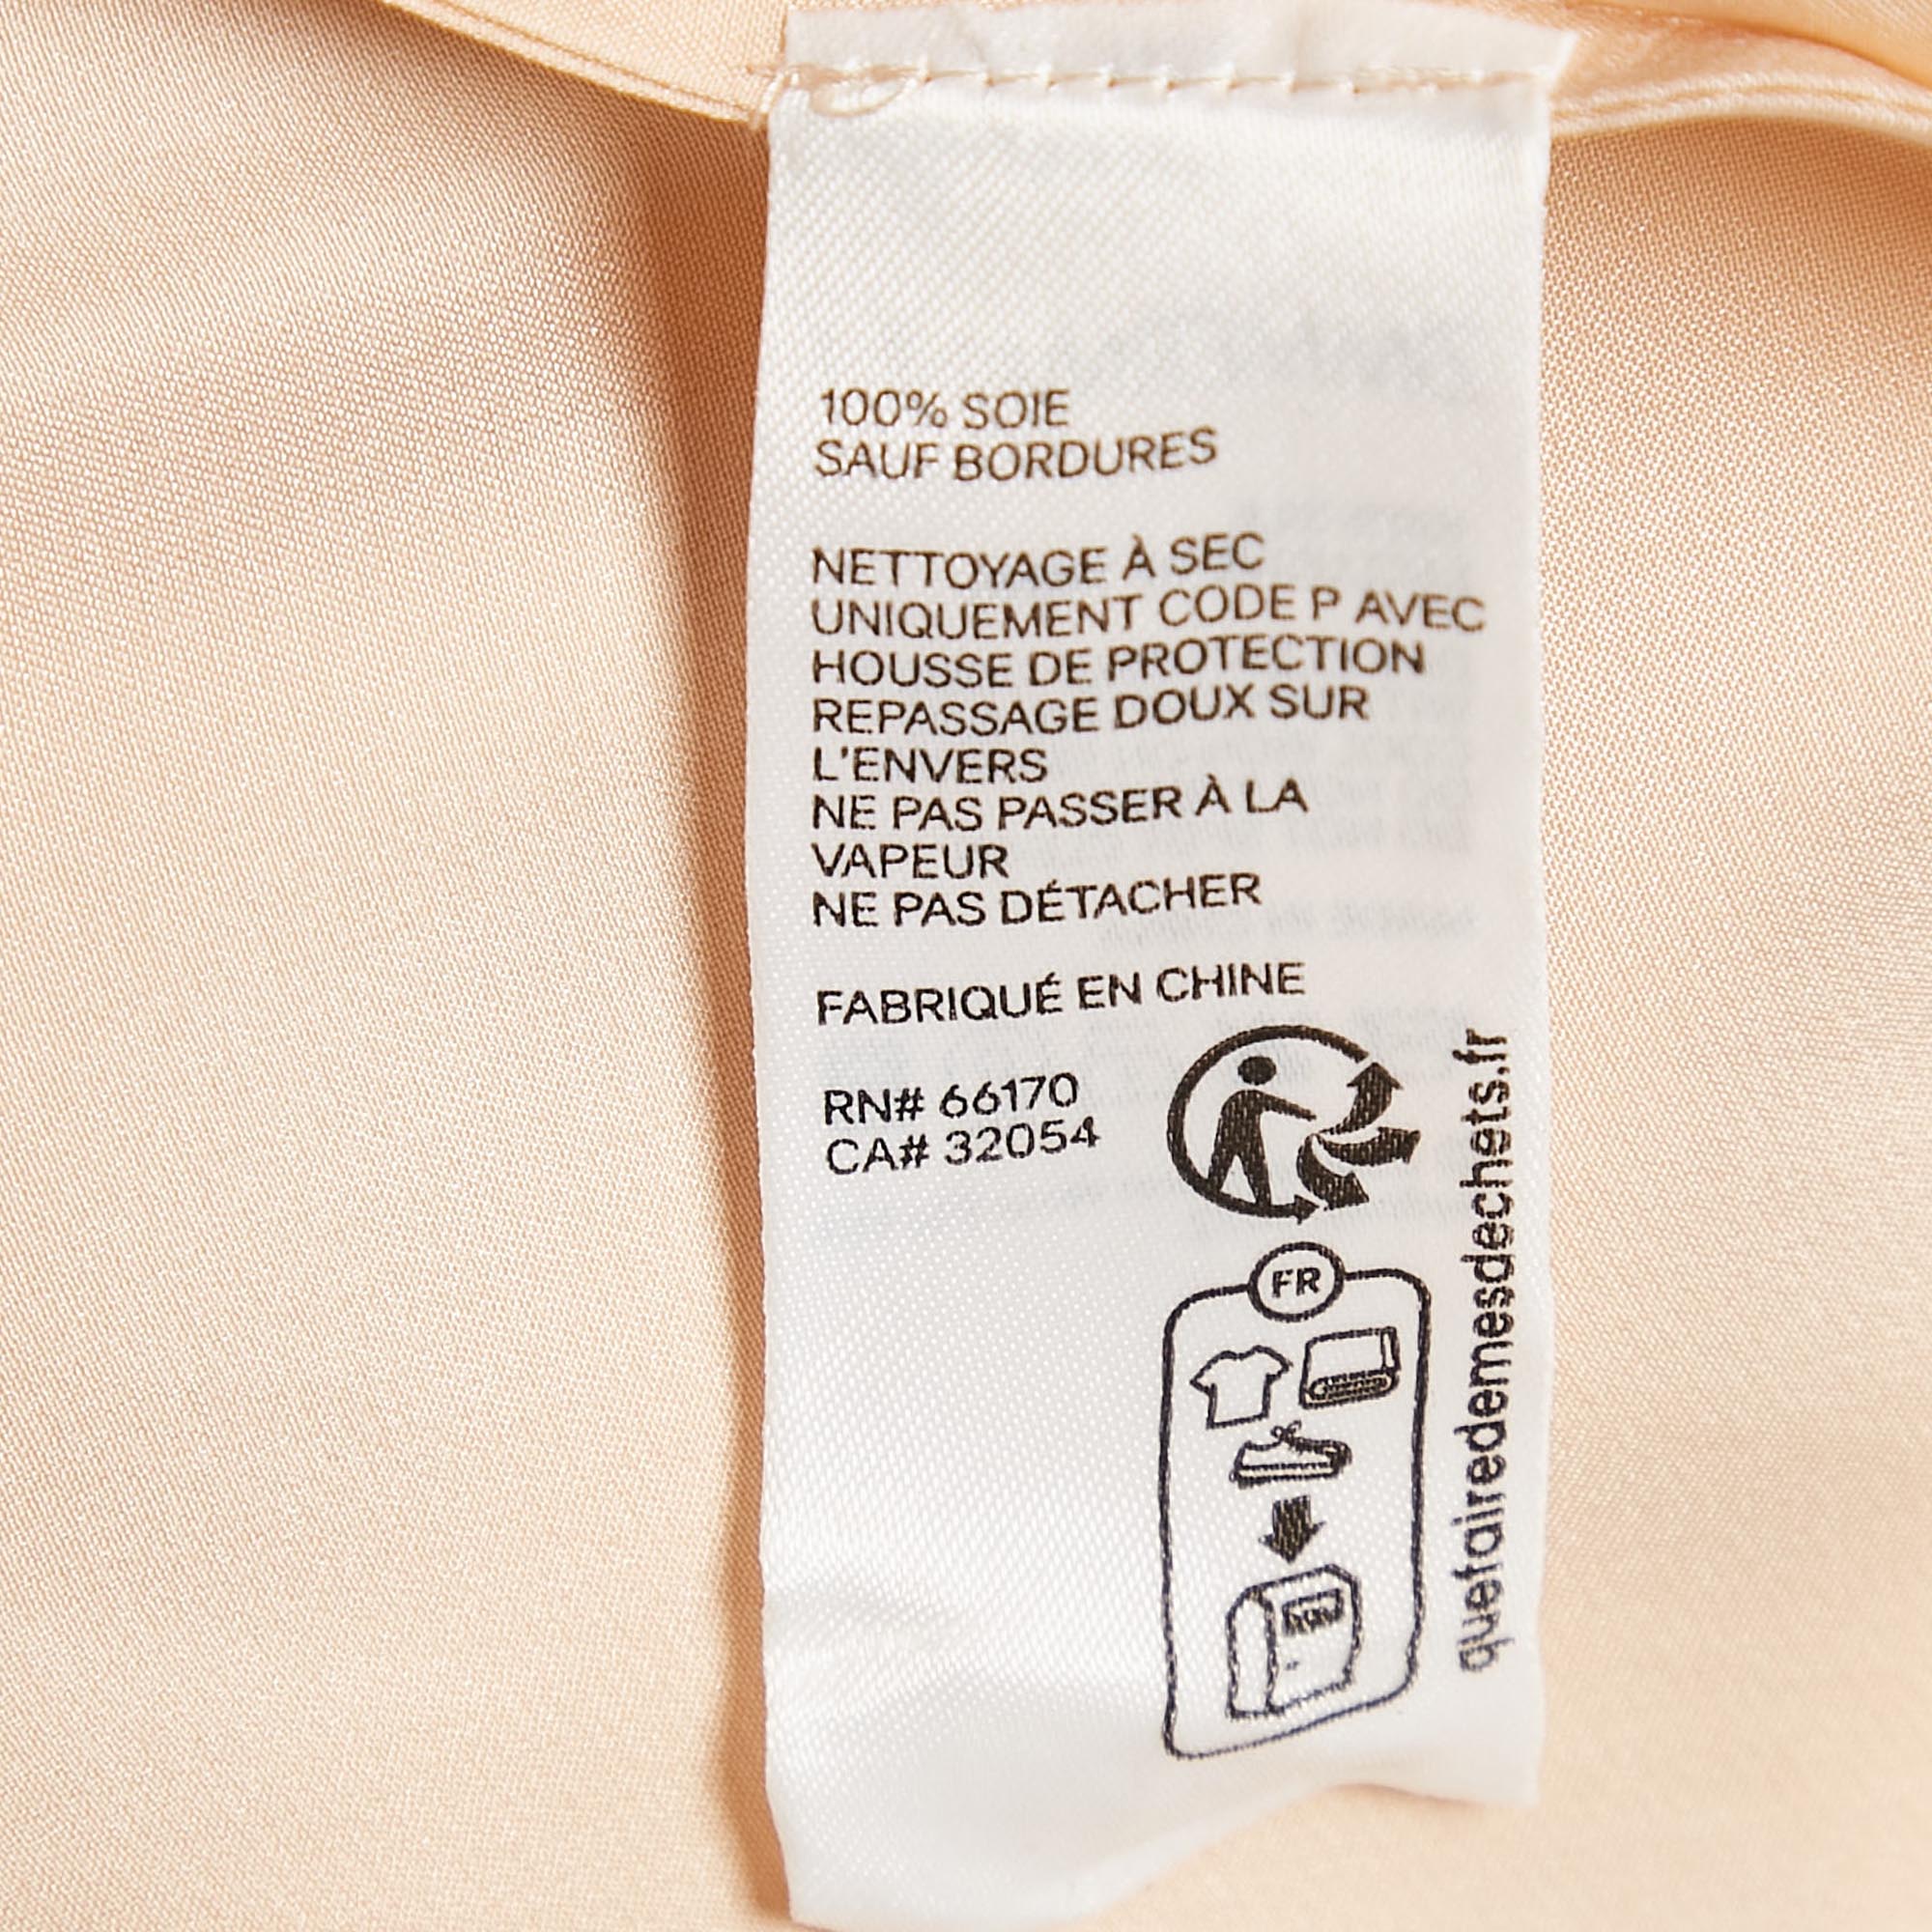 100% SOIE
SAUF BORDURES
NETTOYAGE À SEC
UNIQUEMENT CODE P AVEC
HOUSSE DE PROTECTION
REPASSAGE DOUX SUR
L'ENVERS
NE PAS PASSER À LA
VAPEUR
NE PAS DÉTACHER
FABRIQUÉ EN CHINE
RN# 66170
CA# 32054
FR
quefairedemesdechets.fr